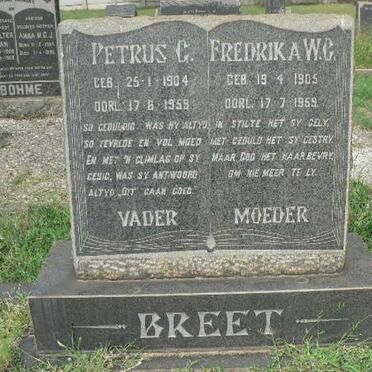 PETRUS C.
GEB. 25-1-1904
OORL. 17-6-1959
SO GEDULDIG WAS HY ALTYD
SO TEVREDE EN VOL MOED
EN MET 'N GLIMLAG OP SY
GESIG, WAS SY ANTWOORD
ALTYD „DIT GAAN GOED.
VADER
FREDRIKA W.C.
GEB. 19-4-1905
OORL. 17-7-1959.
IN STILTE HET SY GELY,
MET GEDULD HET SY GESTRY.
MAAR GOD HET HAAR BEVRY,
OM NIE MEER TE LY.
MOEDER
BREET
ANNA M.C.J.
BOHME